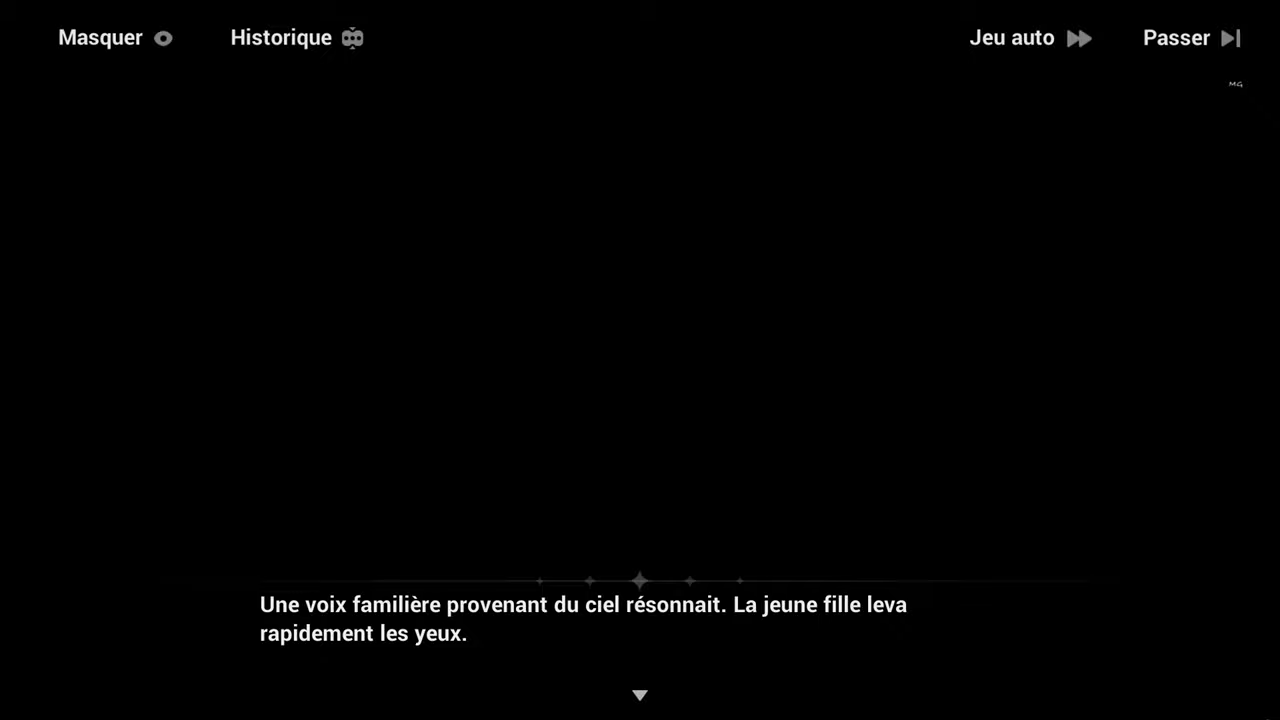 Masquer
Historique
Jeu auto
Passer
MG
Une voix familière provenant du ciel résonnait. La jeune fille leva
rapidement les yeux.